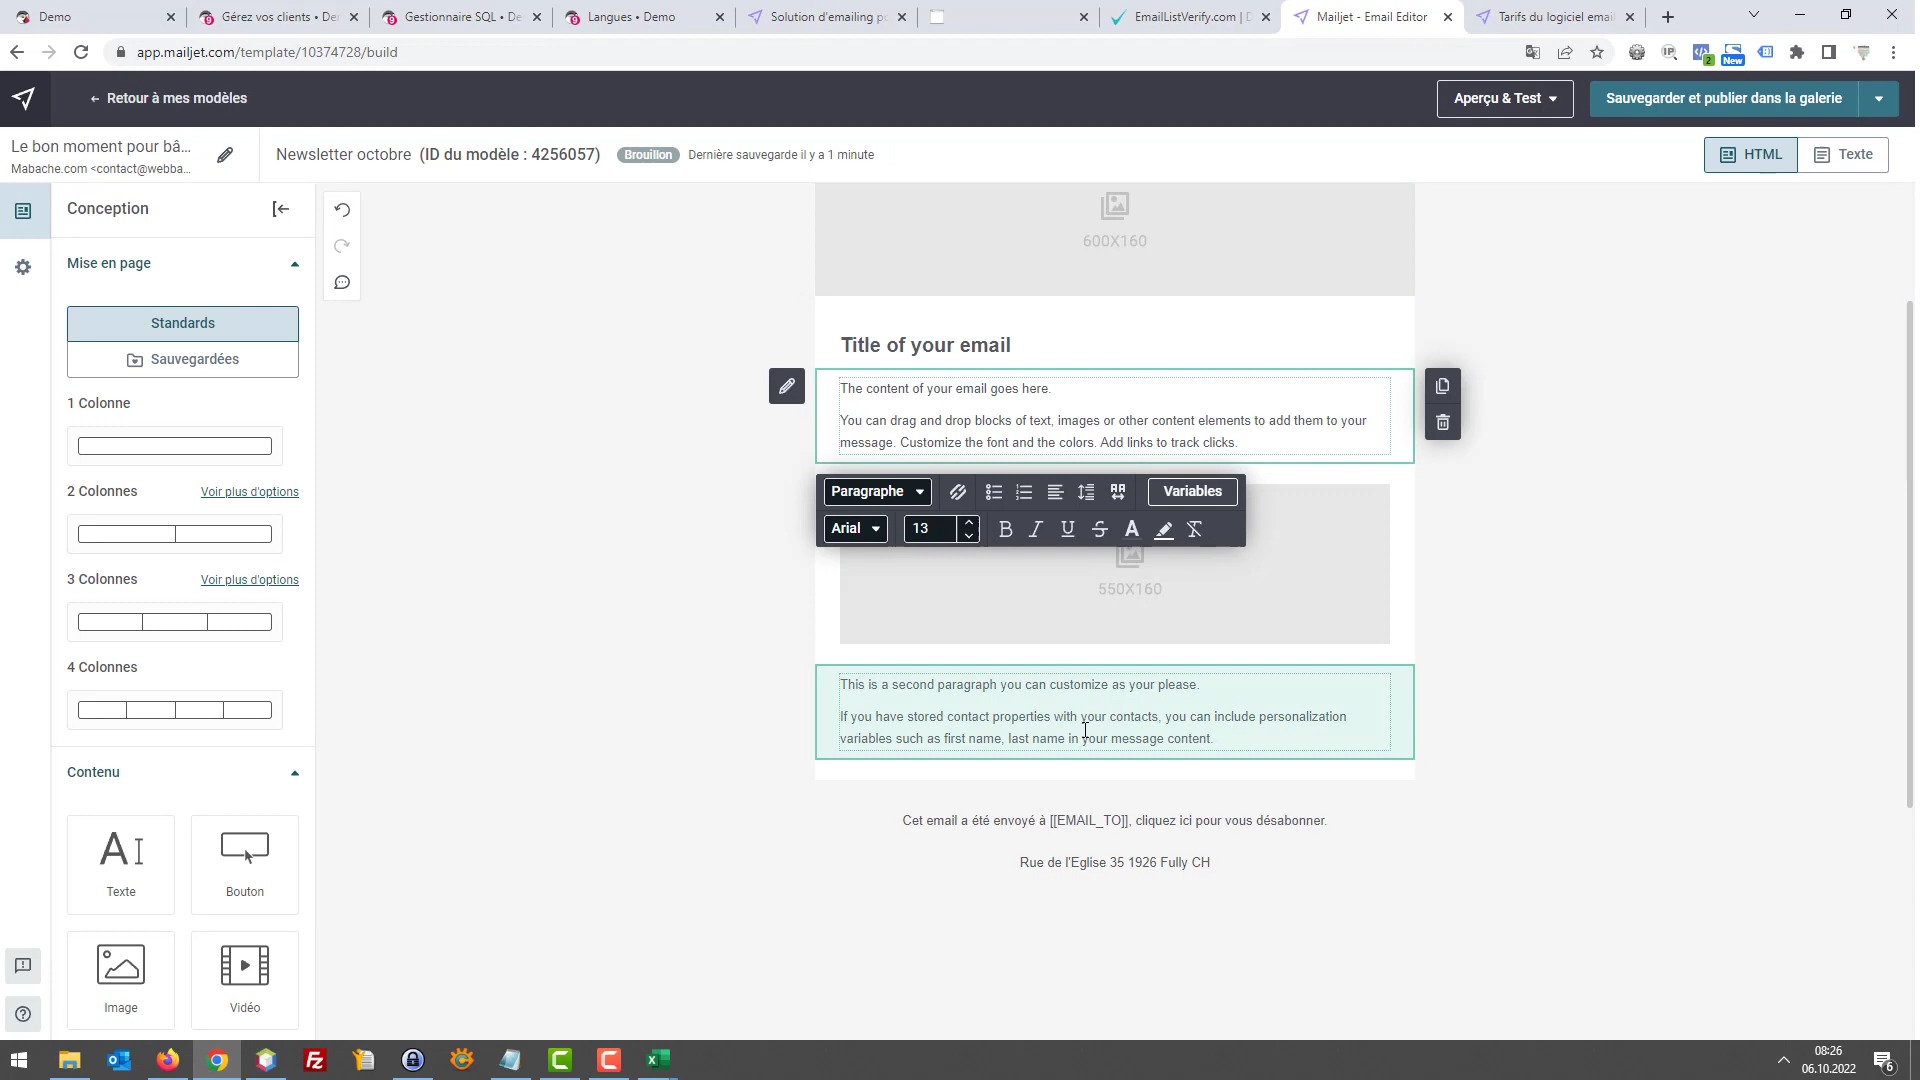 Demo
Gérez vos clients • De
Gestionnaire SQL • De
Langues • Demo
Solution d'emailing po
EmailListVerify.com | D
Mailjet - Email Editor
Tarifs du logiciel email
app.mailjet.com/template/10374728/build
2
New
Retour à mes modèles
Aperçu & Test
Sauvegarder et publier dans la galerie
Le bon moment pour bâ...
Mabache.com <contact@webba...
Newsletter octobre (ID du modèle : 4256057)
Brouillon
Dernière sauvegarde il y a 1 minute
HTML
Texte
Conception
Mise en page
Standards
Sauvegardées
1 Colonne
2 Colonnes
Voir plus d'options
3 Colonnes
Voir plus d'options
4 Colonnes
Contenu
Texte
Bouton
Image
Vidéo
600X160
Title of your email
The content of your email goes here.
You can drag and drop blocks of text, images or other content elements to add them to your
message. Customize the font and the colors. Add links to track clicks.
Paragraphe
Variables
Arial
13
550X160
This is a second paragraph you can customize as your please.
If you have stored contact properties with your contacts, you can include personalization
variables such as first name, last name in your message content.
Cet email a été envoyé à [[EMAIL_TO]], cliquez ici pour vous désabonner.
Rue de l'Eglise 35 1926 Fully CH
08:26
06.10.2022
6